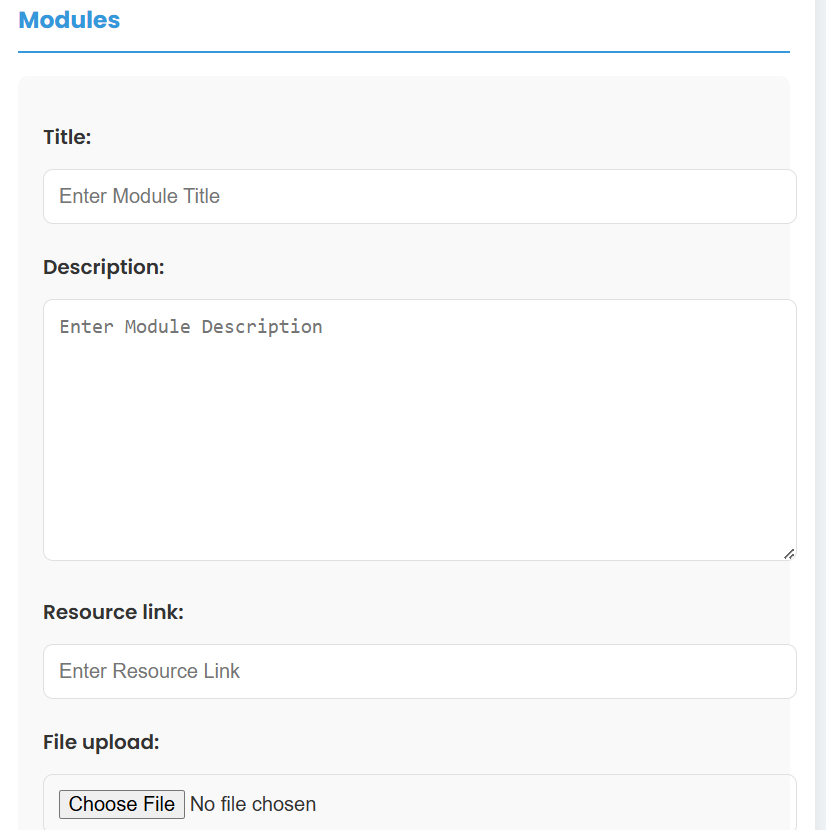 Modules
Title:
Enter Module Title
Description:
Enter Module Description
Resource link:
Enter Resource Link
File upload:
Choose File No file chosen